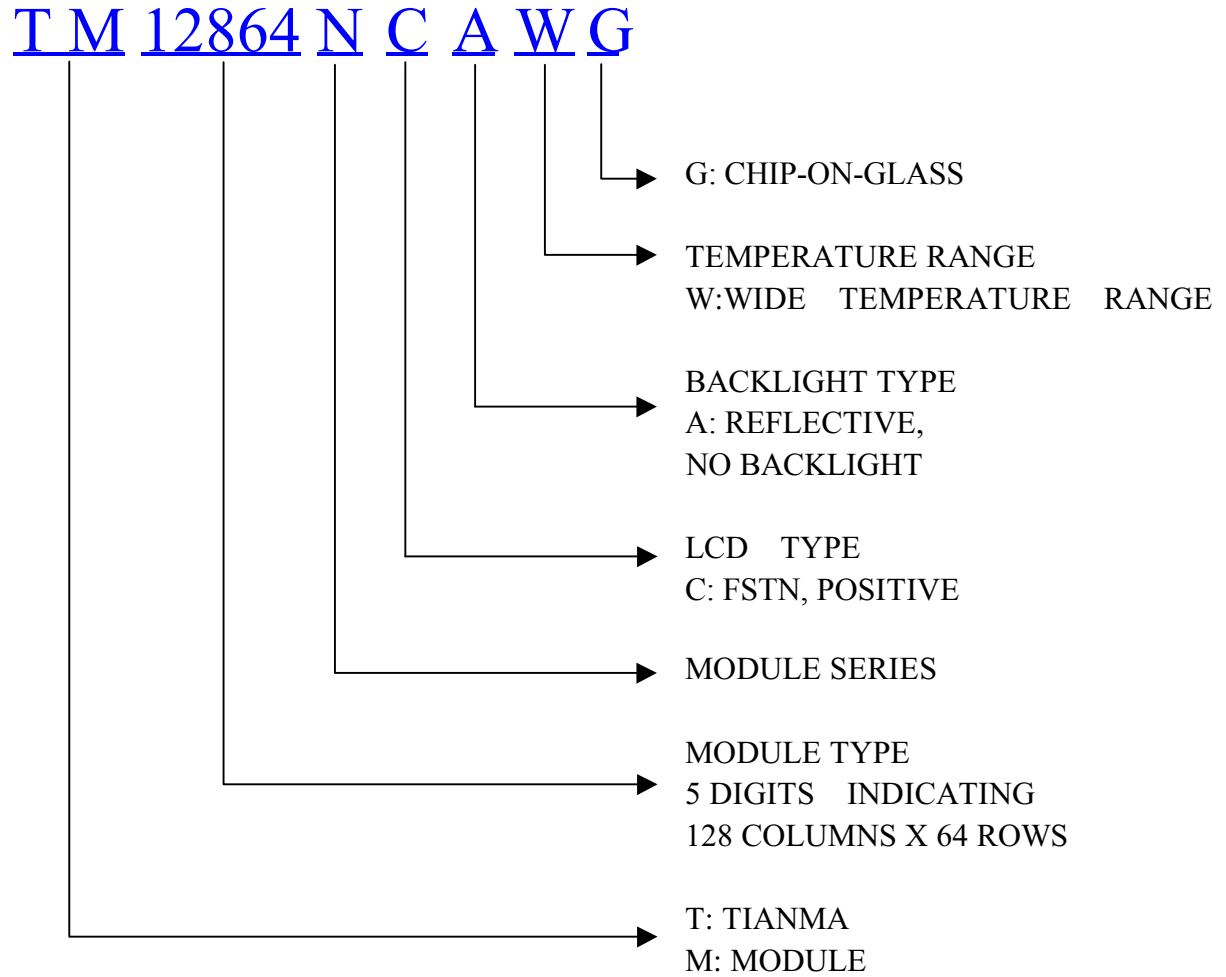 T M 12864 N C A W G
G: CHIP-ON-GLASS
TEMPERATURE RANGE
W:WIDE TEMPERATURE RANGE
BACKLIGHT TYPE
A: REFLECTIVE,
NO BACKLIGHT
LCD TYPE
C: FSTN, POSITIVE
MODULE SERIES
MODULE TYPE
5 DIGITS INDICATING
128 COLUMNS X 64 ROWS
T: TIANMA
M: MODULE